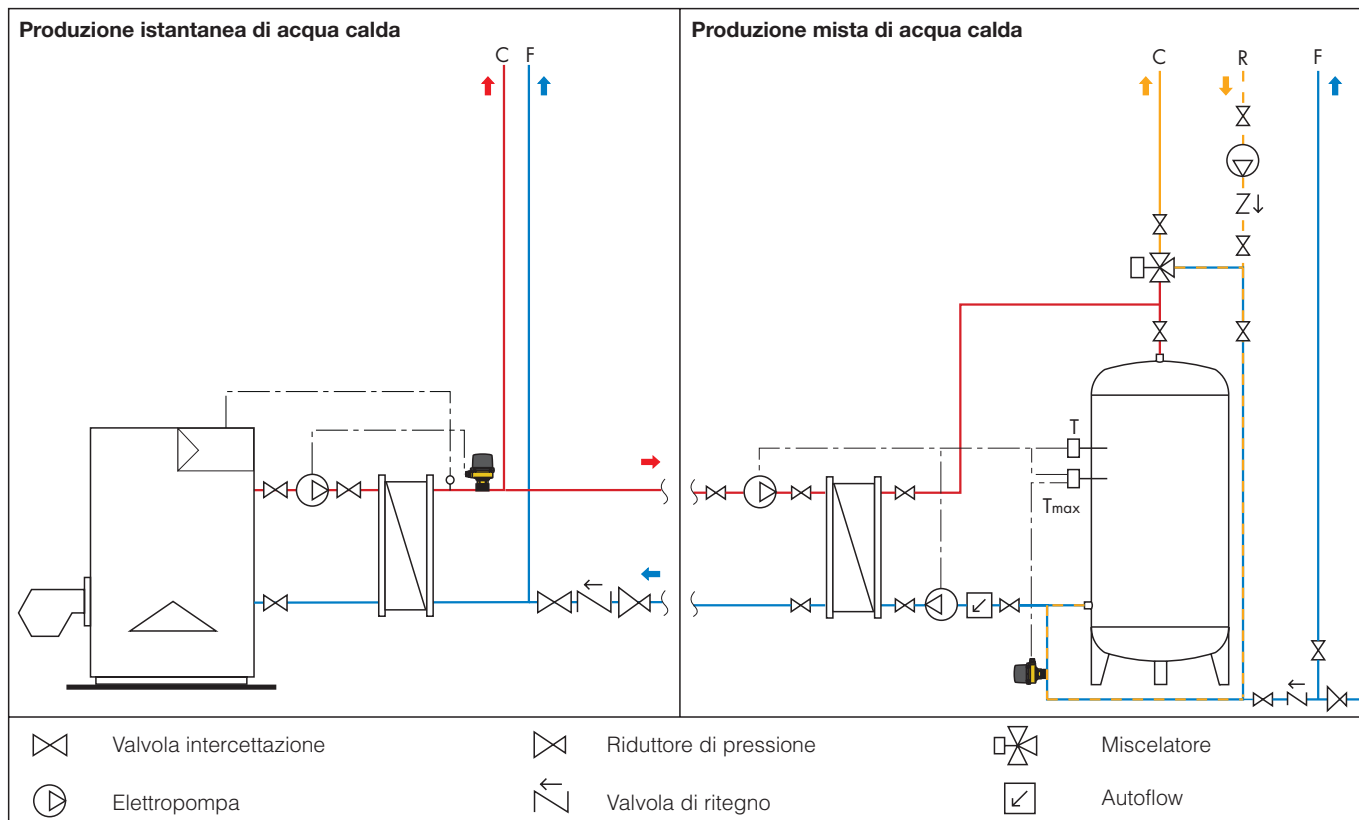 Produzione istantanea di acqua calda
C F
Produzione mista di acqua calda
C R F
T
Tmax
Valvola intercettazione
Riduttore di pressione
Miscelatore
Elettropompa
Valvola di ritegno
Autoflow